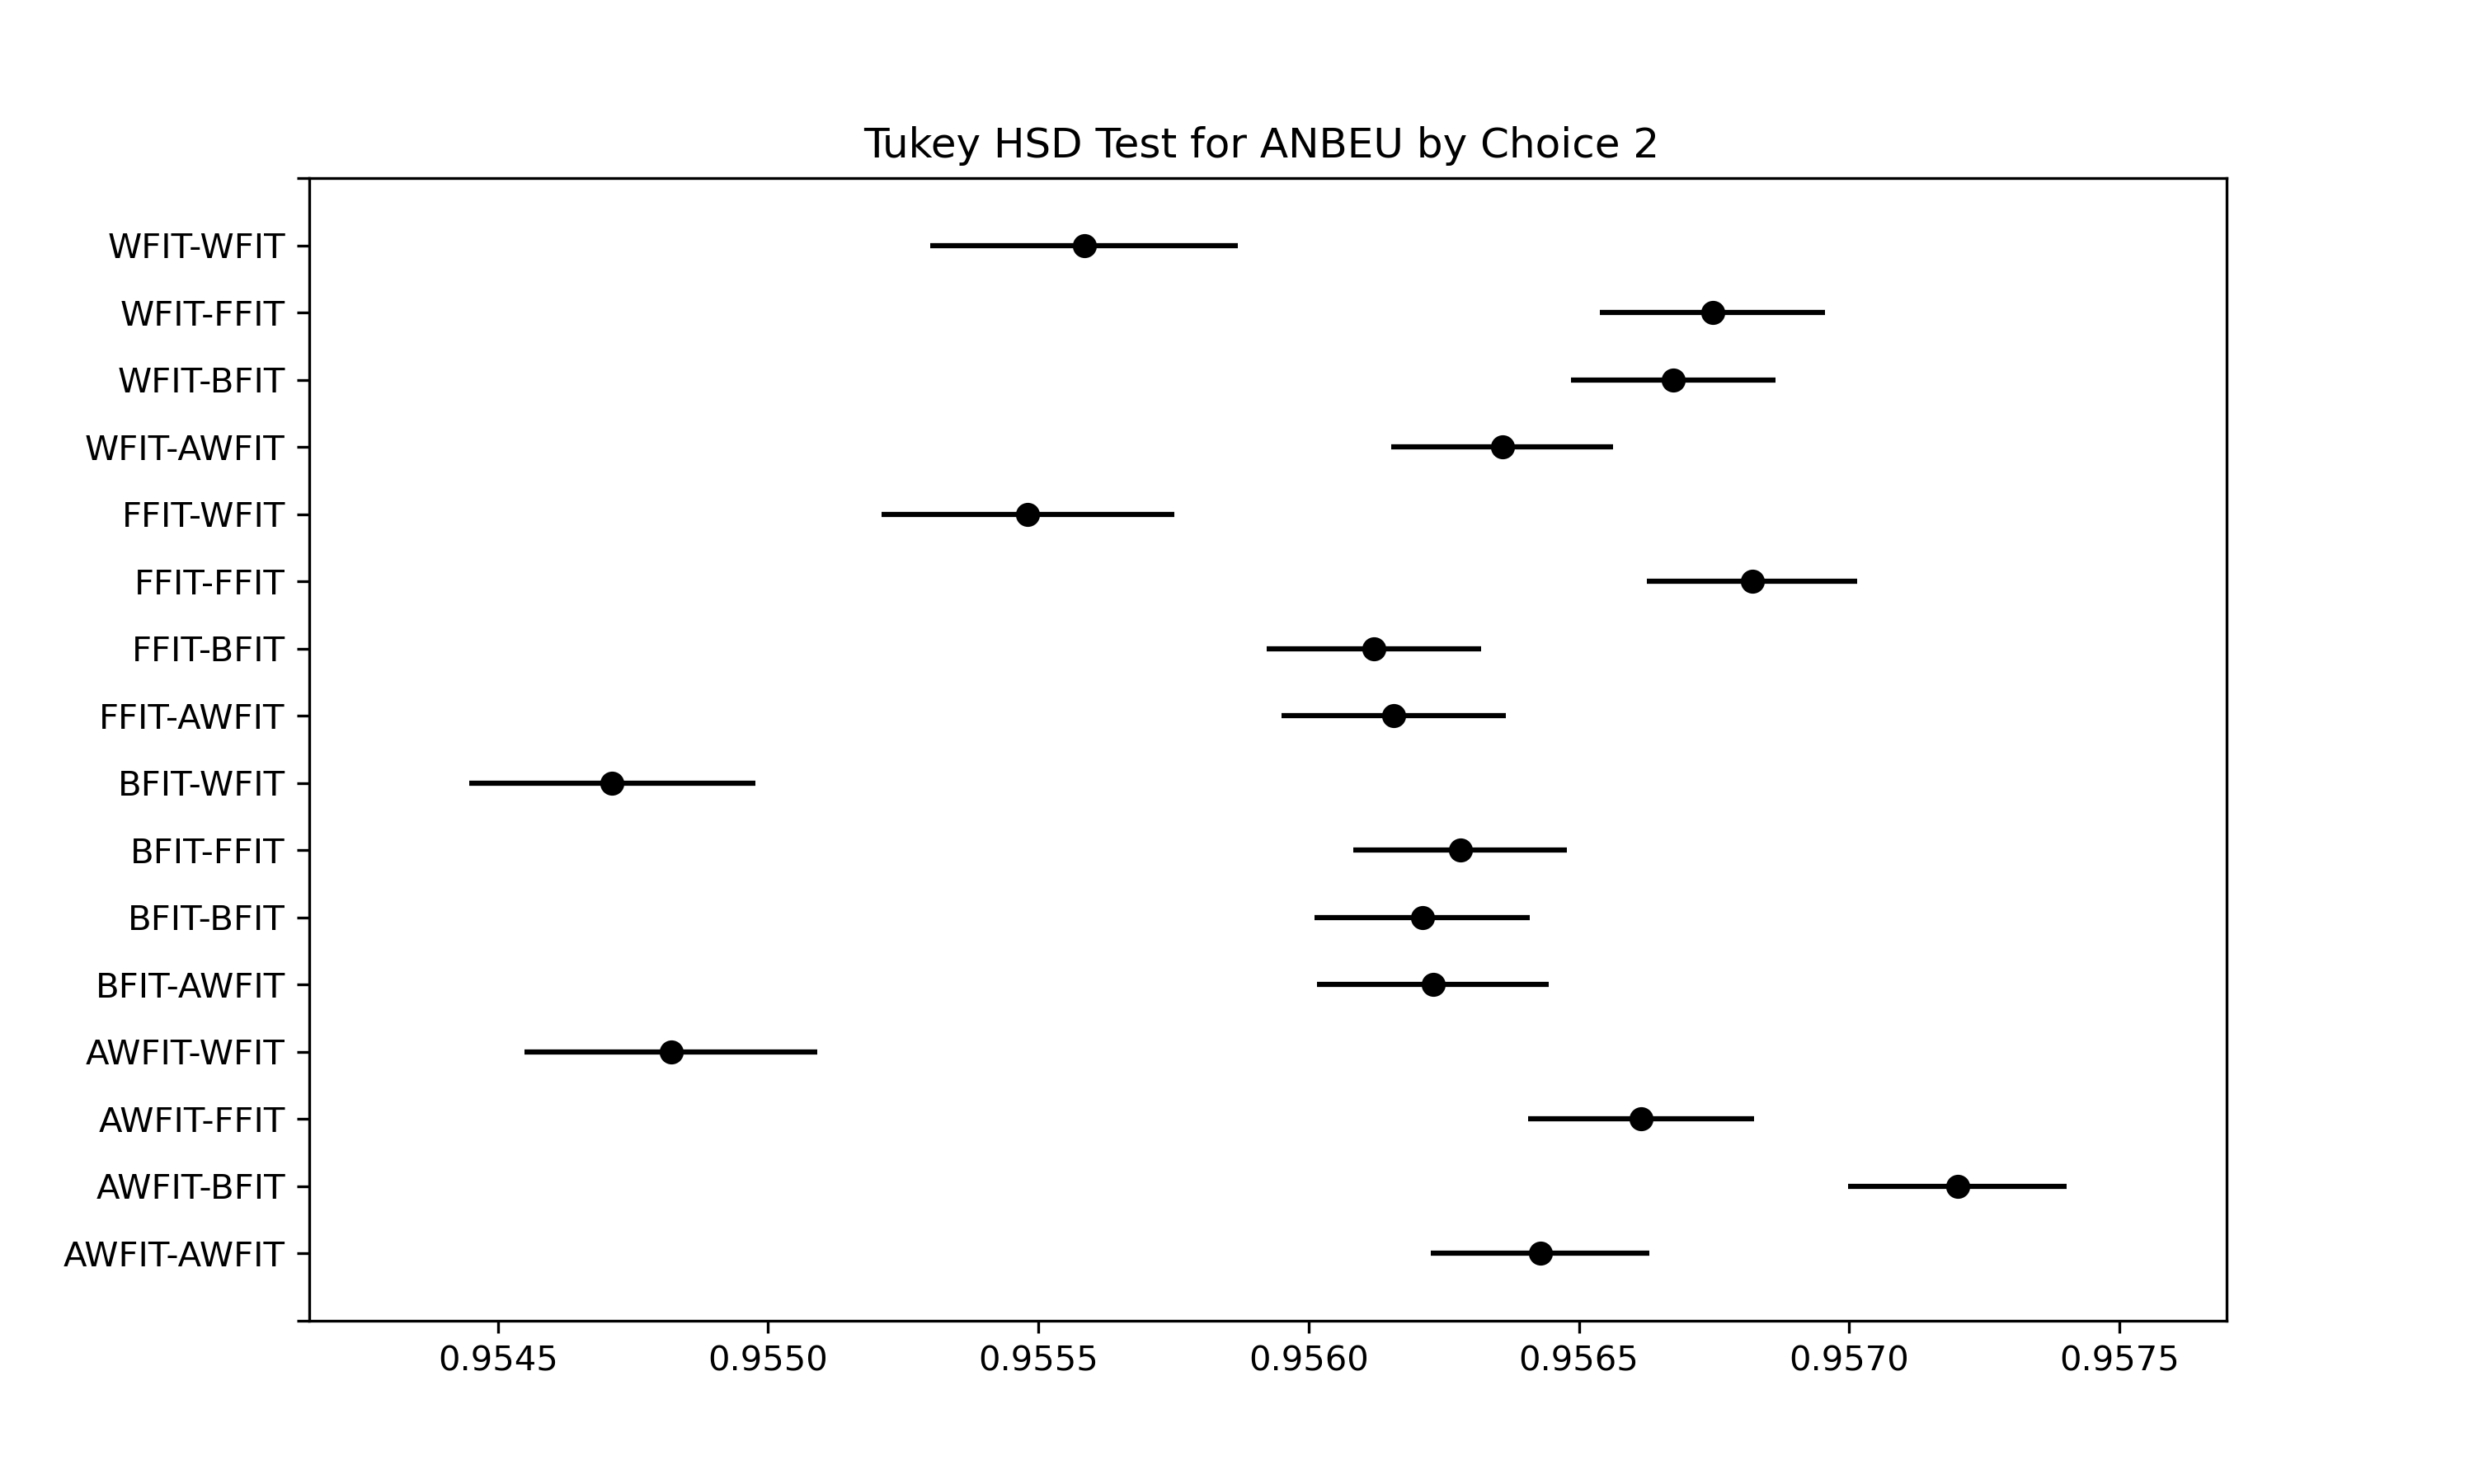 Tukey HSD Test for ANBEU by Choice 2
WFIT-WFIT
WFIT-FFIT
WFIT-BFIT
WFIT-AWFIT
FFIT-WFIT
FFIT-FFIT
FFIT-BFIT
FFIT-AWFIT
BFIT-WFIT
BFIT-FFIT
BFIT-BFIT
BFIT-AWFIT
AWFIT-WFIT
AWFIT-FFIT
AWFIT-BFIT
AWFIT-AWFIT
0.9545 0.9550 0.9555 0.9560 0.9565 0.9570 0.9575